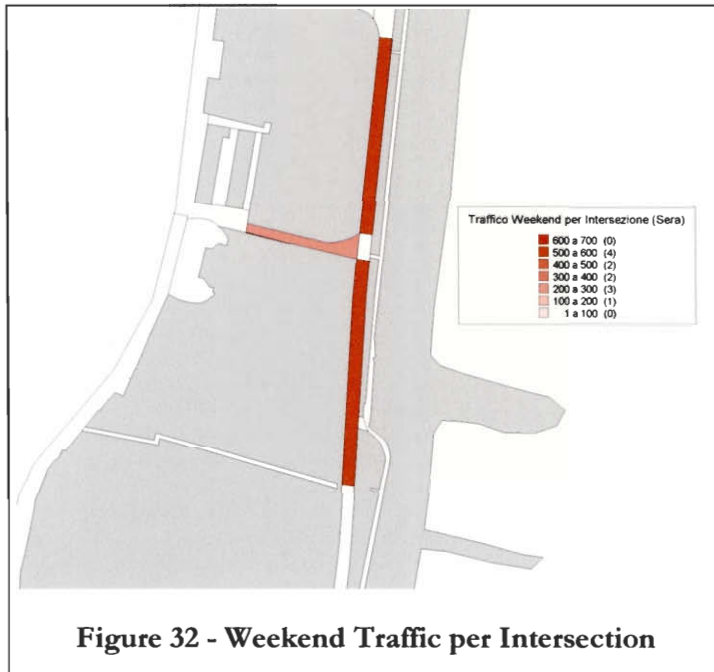 Traffico Weekend per Intersezione (Sera)
600 a 700 (0)
500 a 600 (4)
400 a 500 (2)
300 a 400 (2)
200 a 300 (3)
100 a 200 (1)
1 a 100 (0)
Figure 32 - Weekend Traffic per Intersection